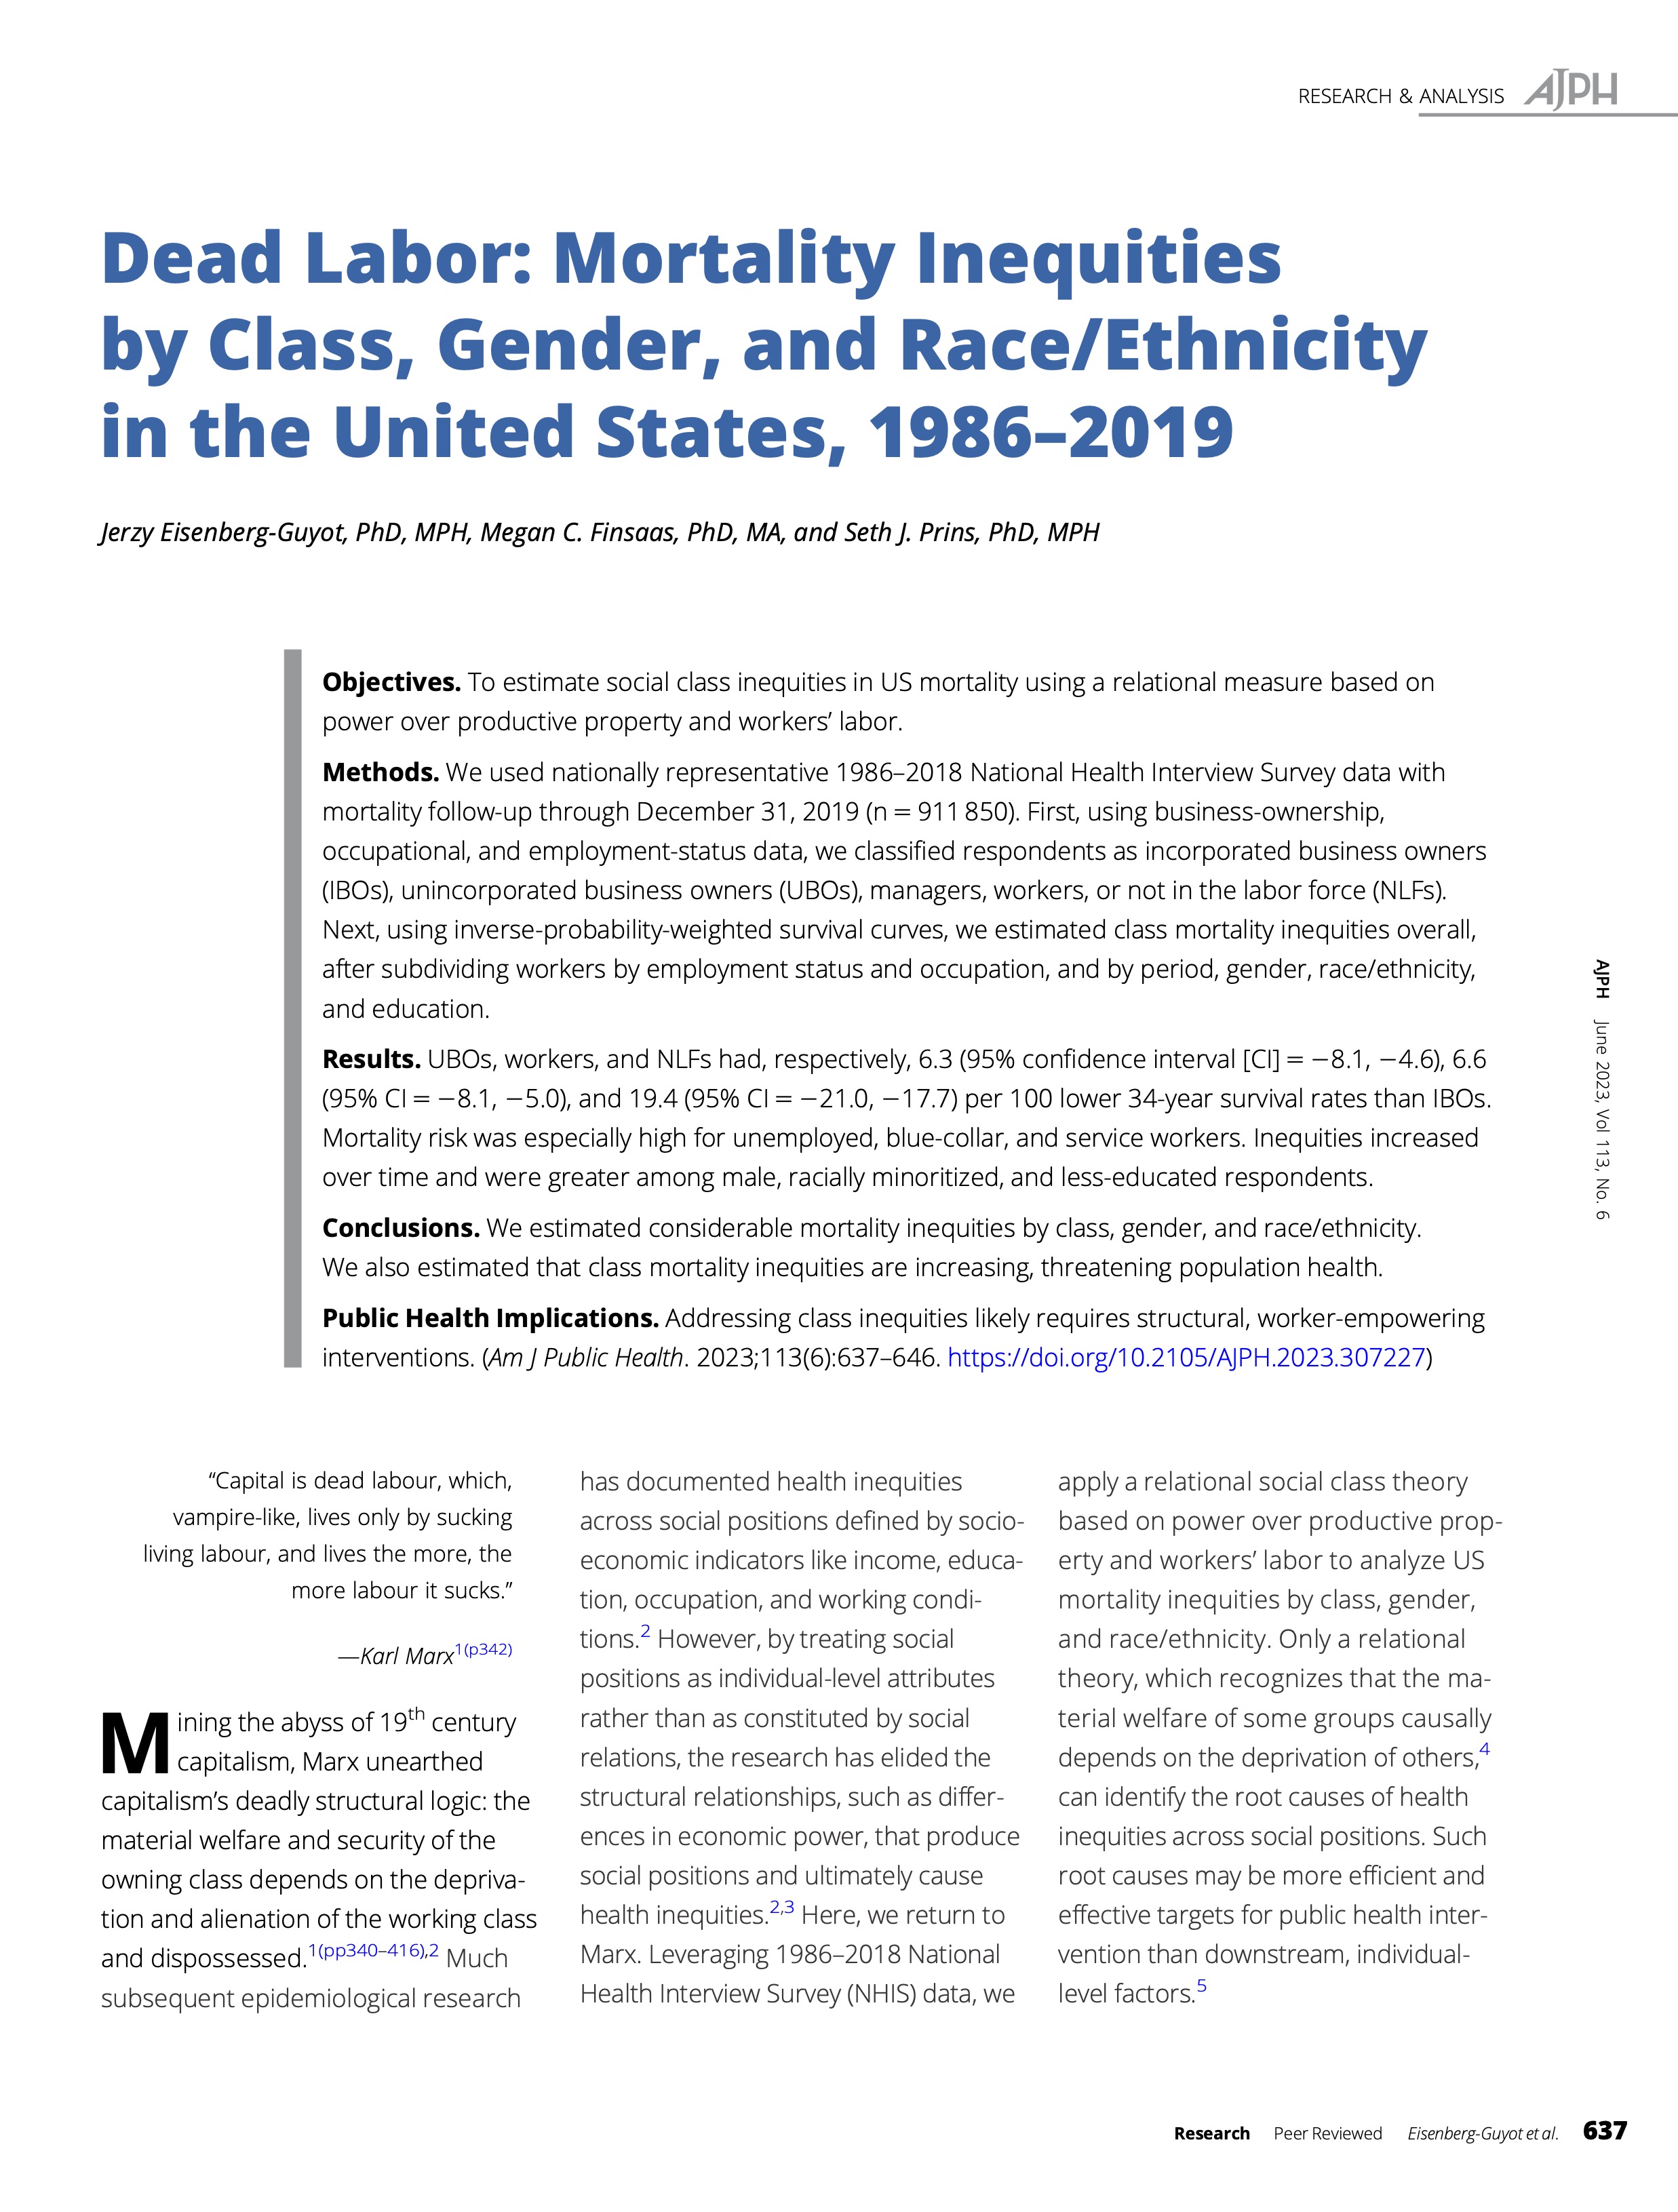 RESEARCH & ANALYSIS AJPH
Dead Labor: Mortality Inequities
by Class, Gender, and Race/Ethnicity
in the United States, 1986–2019
Jerzy Eisenberg-Guyot, PhD, MPH, Megan C. Finsaas, PhD, MA, and Seth J. Prins, PhD, MPH
Objectives. To estimate social class inequities in US mortality using a relational measure based on
power over productive property and workers’ labor.
Methods. We used nationally representative 1986–2018 National Health Interview Survey data with
mortality follow-up through December 31, 2019 (n = 911 850). First, using business-ownership,
occupational, and employment-status data, we classified respondents as incorporated business owners
(IBOs), unincorporated business owners (UBOs), managers, workers, or not in the labor force (NLFs).
Next, using inverse-probability-weighted survival curves, we estimated class mortality inequities overall,
after subdividing workers by employment status and occupation, and by period, gender, race/ethnicity,
and education.
Results. UBOs, workers, and NLFs had, respectively, 6.3 (95% confidence interval [CI] = −8.1, −4.6), 6.6
(95% CI = −8.1, −5.0), and 19.4 (95% CI = −21.0, −17.7) per 100 lower 34-year survival rates than IBOs.
Mortality risk was especially high for unemployed, blue-collar, and service workers. Inequities increased
over time and were greater among male, racially minoritized, and less-educated respondents.
Conclusions. We estimated considerable mortality inequities by class, gender, and race/ethnicity.
We also estimated that class mortality inequities are increasing, threatening population health.
Public Health Implications. Addressing class inequities likely requires structural, worker-empowering
interventions. (Am J Public Health. 2023;113(6):637–646. https://doi.org/10.2105/AJPH.2023.307227)
“Capital is dead labour, which,
vampire-like, lives only by sucking
living labour, and lives the more, the
more labour it sucks.”
—Karl Marx1(p342)
Mining the abyss of 19th century
capitalism, Marx unearthed
capitalism’s deadly structural logic: the
material welfare and security of the
owning class depends on the depriva-
tion and alienation of the working class
and dispossessed.1(pp340–416),2 Much
subsequent epidemiological research
has documented health inequities
across social positions defined by socio-
economic indicators like income, educa-
tion, occupation, and working condi-
tions.2 However, by treating social
positions as individual-level attributes
rather than as constituted by social
relations, the research has elided the
structural relationships, such as differ-
ences in economic power, that produce
social positions and ultimately cause
health inequities.2,3 Here, we return to
Marx. Leveraging 1986–2018 National
Health Interview Survey (NHIS) data, we
apply a relational social class theory
based on power over productive prop-
erty and workers’ labor to analyze US
mortality inequities by class, gender,
and race/ethnicity. Only a relational
theory, which recognizes that the ma-
terial welfare of some groups causally
depends on the deprivation of others,4
can identify the root causes of health
inequities across social positions. Such
root causes may be more efficient and
effective targets for public health inter-
vention than downstream, individual-
level factors.5
AJPH June 2023, Vol 113, No. 6
Research Peer Reviewed Eisenberg-Guyot et al. 637